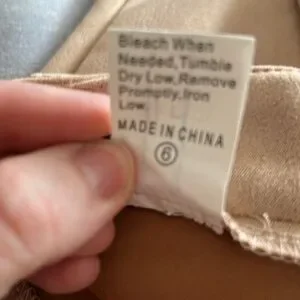 Bleach When
Needed,Tumble
Dry Low,Remove
Promptly,Iron
Low.
MADE IN CHINA
6